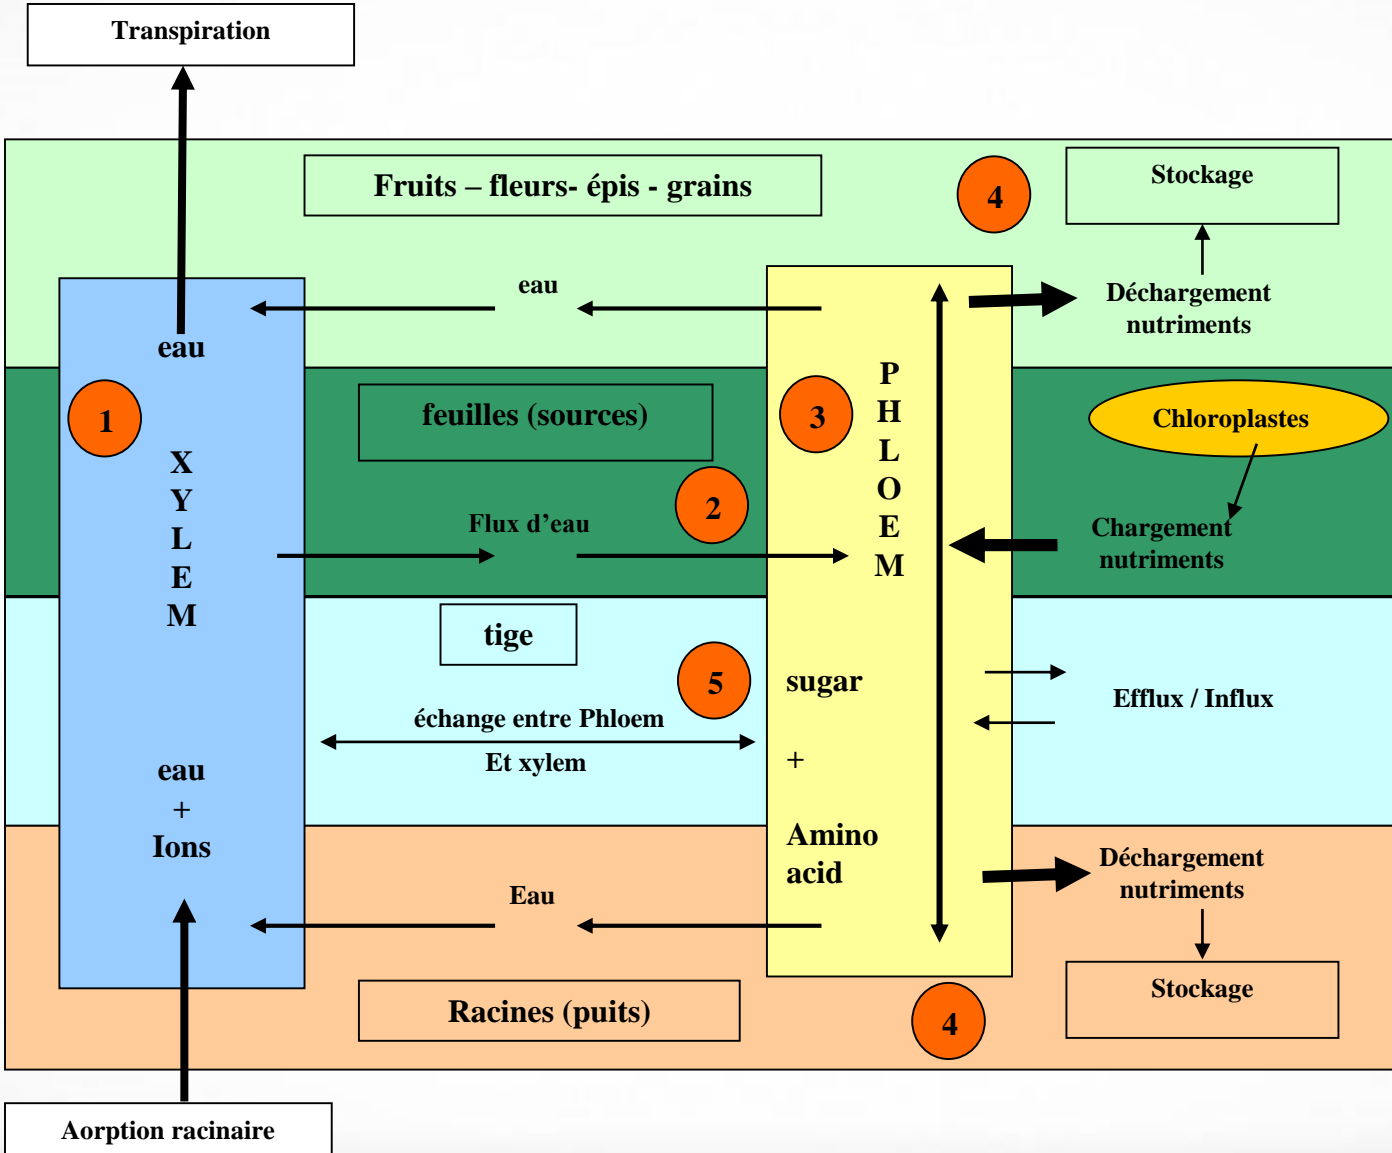 Transpiration
Fruits – fleurs- épis - grains
4
Stockage
eau
Déchargement
nutriments
eau
1
X
Y
L
E
M
feuilles (sources)
3
P
H
L
O
E
M
Chloroplastes
2
Flux d’eau
Chargement
nutriments
tige
5
sugar
+
Amino
acid
Efflux / Influx
échange entre Phloem
Et xylem
eau
+
Ions
Eau
Déchargement
nutriments
Stockage
Racines (puits)
4
Aorption racinaire